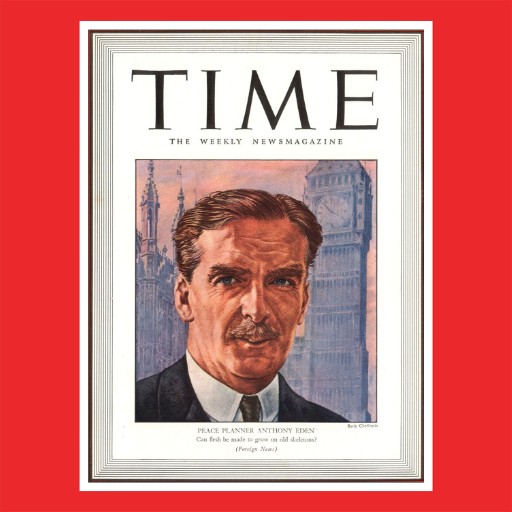 TIME
THE WEEKLY NEWSMAGAZINE
PEACE PLANNER ANTHONY EDEN
Can flesh be made to grow on old skeletons?
(Foreign News)